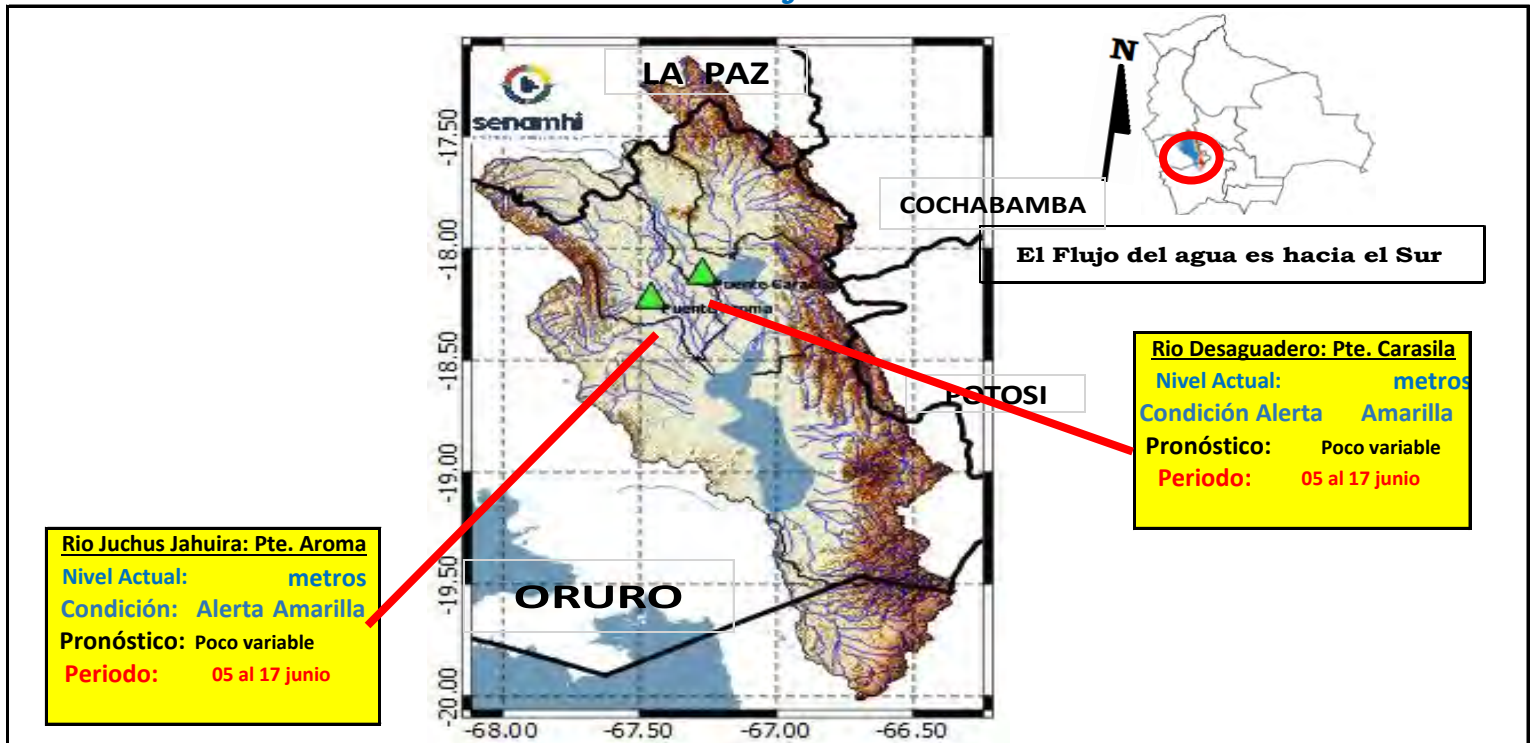 LA PAZ
senamhi
N
COCHABAMBA
El Flujo del agua es hacia el Sur
POTOSI
ORURO
Rio Desaguadero: Pte. Carasila
Nivel Actual: metros
Condición Alerta Amarilla
Pronóstico: Poco variable
Periodo: 05 al 17 junio
Rio Juchus Jahuira: Pte. Aroma
Nivel Actual: metros
Condición: Alerta Amarilla
Pronóstico: Poco variable
Periodo: 05 al 17 junio
-17.50
-18.00
-18.50
-19.00
-19.50
-20.00
-68.00 -67.50 -67.00 -66.50
Puente
Puente